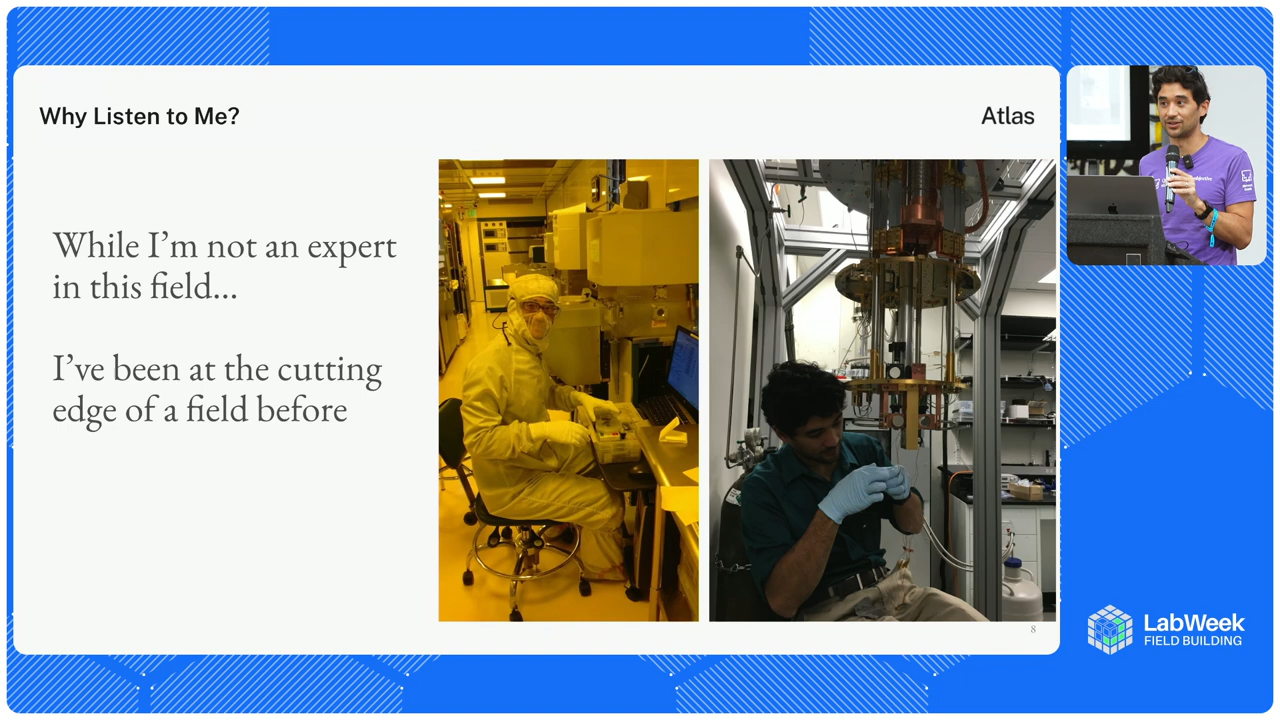 Why Listen to Me?
Atlas
While I’m not an expert
in this field...
I’ve been at the cutting
edge of a field before
8
LabWeek
FIELD BUILDING